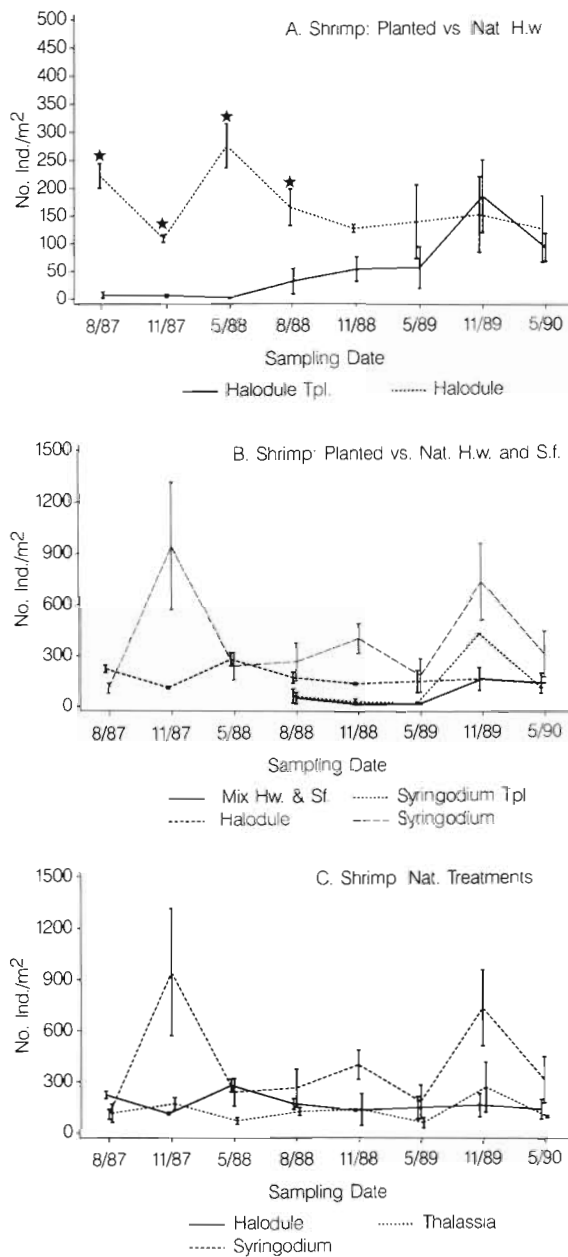 A. Shrimp: Planted vs Nat H.w
No. Ind./m²
500
450
400
350
300
250
200
150
100
50
0
8/87 11/87 5/88 8/88 11/88 5/89 11/89 5/90
Sampling Date
Halodule Tpl. Halodule
B. Shrimp: Planted vs. Nat. H.w. and S.f.
No. Ind./m²
1500
1200
900
600
300
0
8/87 11/87 5/88 8/88 11/88 5/89 11/89 5/90
Sampling Date
Mix Hw. & Sf. Syringodium Tpl
Halodule Syringodium
C. Shrimp Nat. Treatments
No. Ind./m²
1500
1200
900
600
300
0
8/87 11/87 5/88 8/88 11/88 5/89 11/89 5/90
Sampling Date
Halodule Thalassia
Syringodium